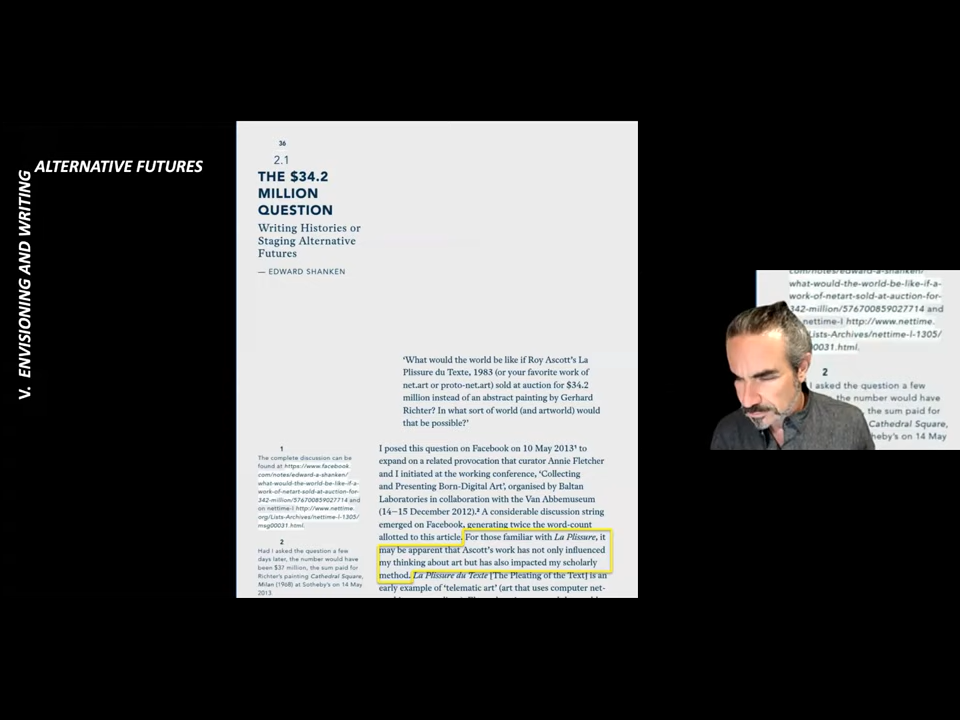 V. ENVISIONING AND WRITING
ALTERNATIVE FUTURES
36
2.1
THE $34.2
MILLION
QUESTION
Writing Histories or
Staging Alternative
Futures
— EDWARD SHANKEN
'What would the world be like if Roy Ascott's La
Plissure du Texte, 1983 (or your favorite work of
net.art or proto-net.art) sold at auction for $34.2
million instead of an abstract painting by Gerhard
Richter? In what sort of world (and artworld) would
that be possible?'
I posed this question on Facebook on 10 May 2013¹ to
expand on a related provocation that curator Annie Fletcher
and I initiated at the working conference, 'Collecting
and Presenting Born-Digital Art', organised by Baltan
Laboratories in collaboration with the Van Abbemuseum
(14–15 December 2012).² A considerable discussion string
emerged on Facebook, generating twice the word-count
allotted to this article. For those familiar with La Plissure, it
may be apparent that Ascott's work has not only influenced
my thinking about art but has also impacted my scholarly
method. La Plissure du Texte [The Pleating of the Text] is an
early example of 'telematic art' (art that uses computer net-
1
The complete discussion can be
found at https://www.facebook.
com/notes/edward-a-shanken/
what-would-the-world-be-like-if-a-
work-of-netart-sold-at-auction-for-
342-million/576700859027714 and
on nettime-l http://www.nettime.
org/Lists-Archives/nettime-l-1305/
msg00031.html.
2
Had I asked the question a few
days later, the number would have
been $37 million, the sum paid for
Richter's painting Cathedral Square,
Milan (1968) at Sotheby's on 14 May
2013
com/notes/edward-a-shanken/
what-would-the-world-be-like-if-a-
work-of-netart-sold-at-auction-for-
342-million/576700859027714 and
nettime-l http://www.nettime.
Lists-Archives/nettime-l-1305/
00031.html.
2
I asked the question a few
, the number would have
, the sum paid for
Cathedral Square,
heby's on 14 May